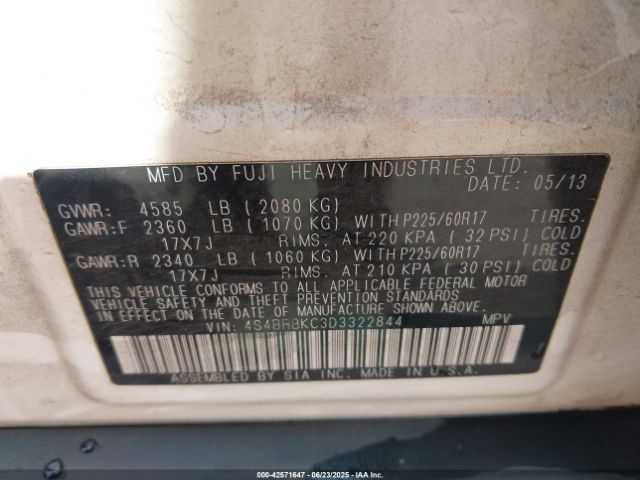 MFD BY FUJI HEAVY INDUSTRIES LTD.
DATE: 05/13
GVWR: 4585 LB ( 2080 KG)
GAWR:F 2360 LB ( 1070 KG) WITH P225/60R17 TIRES.
17X7J RIMS. AT 220 KPA ( 32 PSI) COLD
GAWR:R 2340 LB ( 1060 KG) WITH P225/60R17 TIRES.
17X7J RIMS. AT 210 KPA ( 30 PSI) COLD
THIS VEHICLE CONFORMS TO ALL APPLICABLE FEDERAL MOTOR
VEHICLE SAFETY AND THEFT PREVENTION STANDARDS
IN EFFECT ON THE DATE OF MANUFACTURE SHOWN ABOVE.
VIN: 4S4BRBKC3D3322844 MPV
ASSEMBLED BY SIA INC. MADE IN U.S.A.
000-42571647 - 06/23/2025 - IAA Inc.